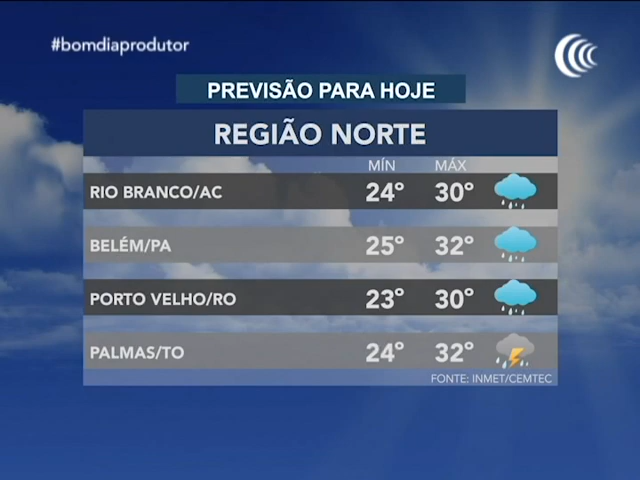 #bomdiaprodutor
PREVISÃO PARA HOJE
REGIÃO NORTE
MÍN MÁX
RIO BRANCO/AC 24° 30°
BELÉM/PA 25° 32°
PORTO VELHO/RO 23° 30°
PALMAS/TO 24° 32°
FONTE: INMET/CEMTEC